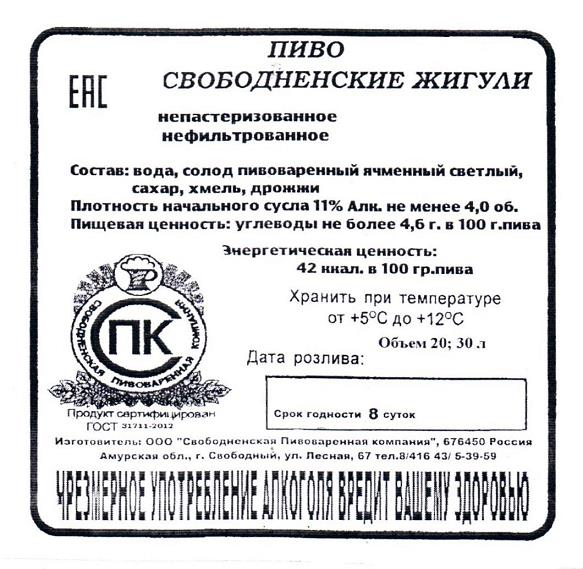 ПИВО
СВОБОДНЕНСКИЕ ЖИГУЛИ
EAC
непастеризованное
нефильтрованное
Состав: вода, солод пивоваренный ячменный светлый,
сахар, хмель, дрожжи
Плотность начального сусла 11% Алк. не менее 4,0 об.
Пищевая ценность: углеводы не более 4,6 г. в 100 г.пива
Энергетическая ценность:
42 ккал. в 100 гр.пива
Хранить при температуре
от +5°С до +12°С
Объем 20; 30 л
СВОБОДНЕНСКАЯ ПИВОВАРЕННАЯ КОМПАНИЯ
СПК
Дата розлива:
Срок годности 8 суток
Продукт сертифицирован
ГОСТ 31711-2012
Изготовитель: ООО "Свободненская Пивоваренная компания", 676450 Россия
Амурская обл., г. Свободный, ул. Лесная, 67 тел.8/416 43/ 5-39-59
ЧРЕЗМЕРНОЕ УПОТРЕБЛЕНИЕ АЛКОГОЛЯ ВРЕДИТ ВАШЕМУ ЗДОРОВЬЮ